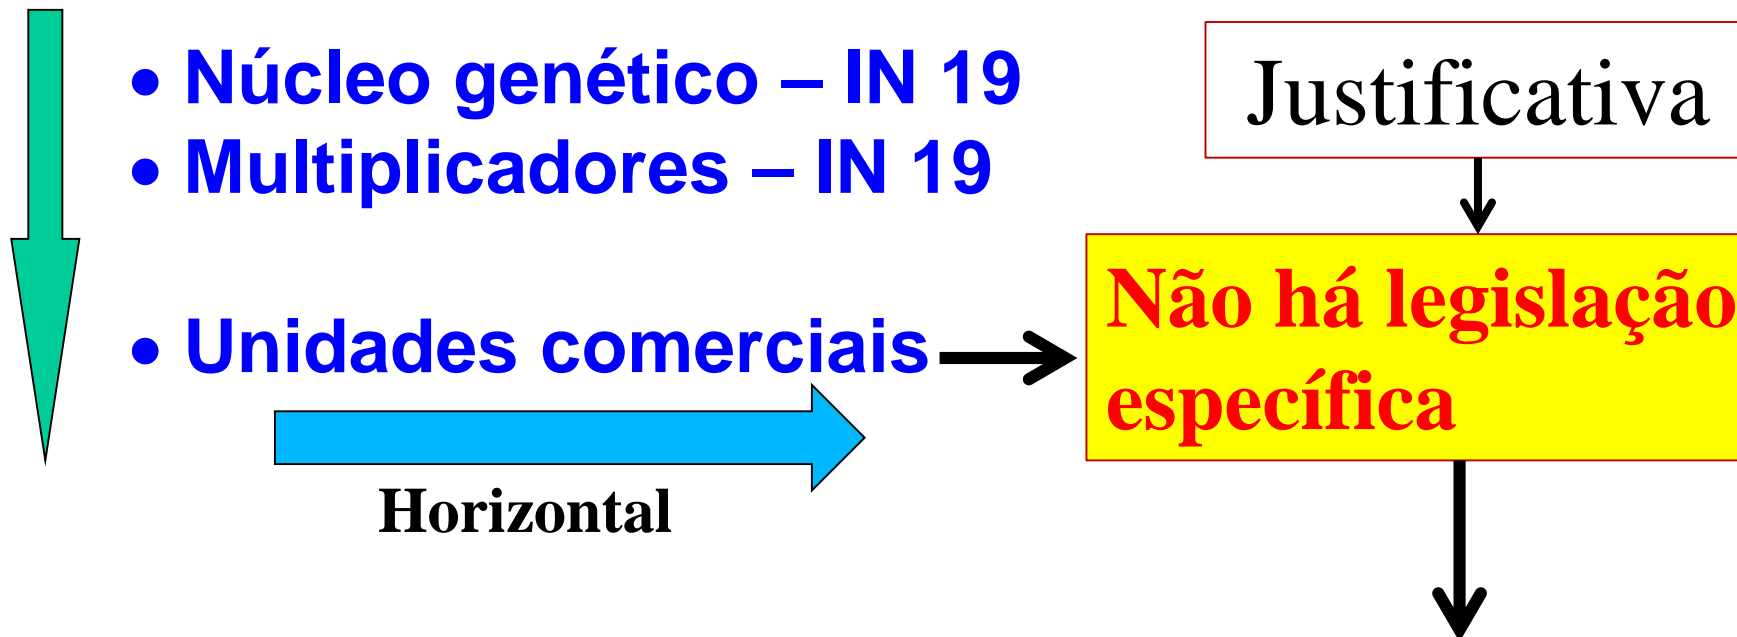 • Núcleo genético – IN 19
• Multiplicadores – IN 19
• Unidades comerciais
Horizontal
Justificativa
Não há legislação
específica